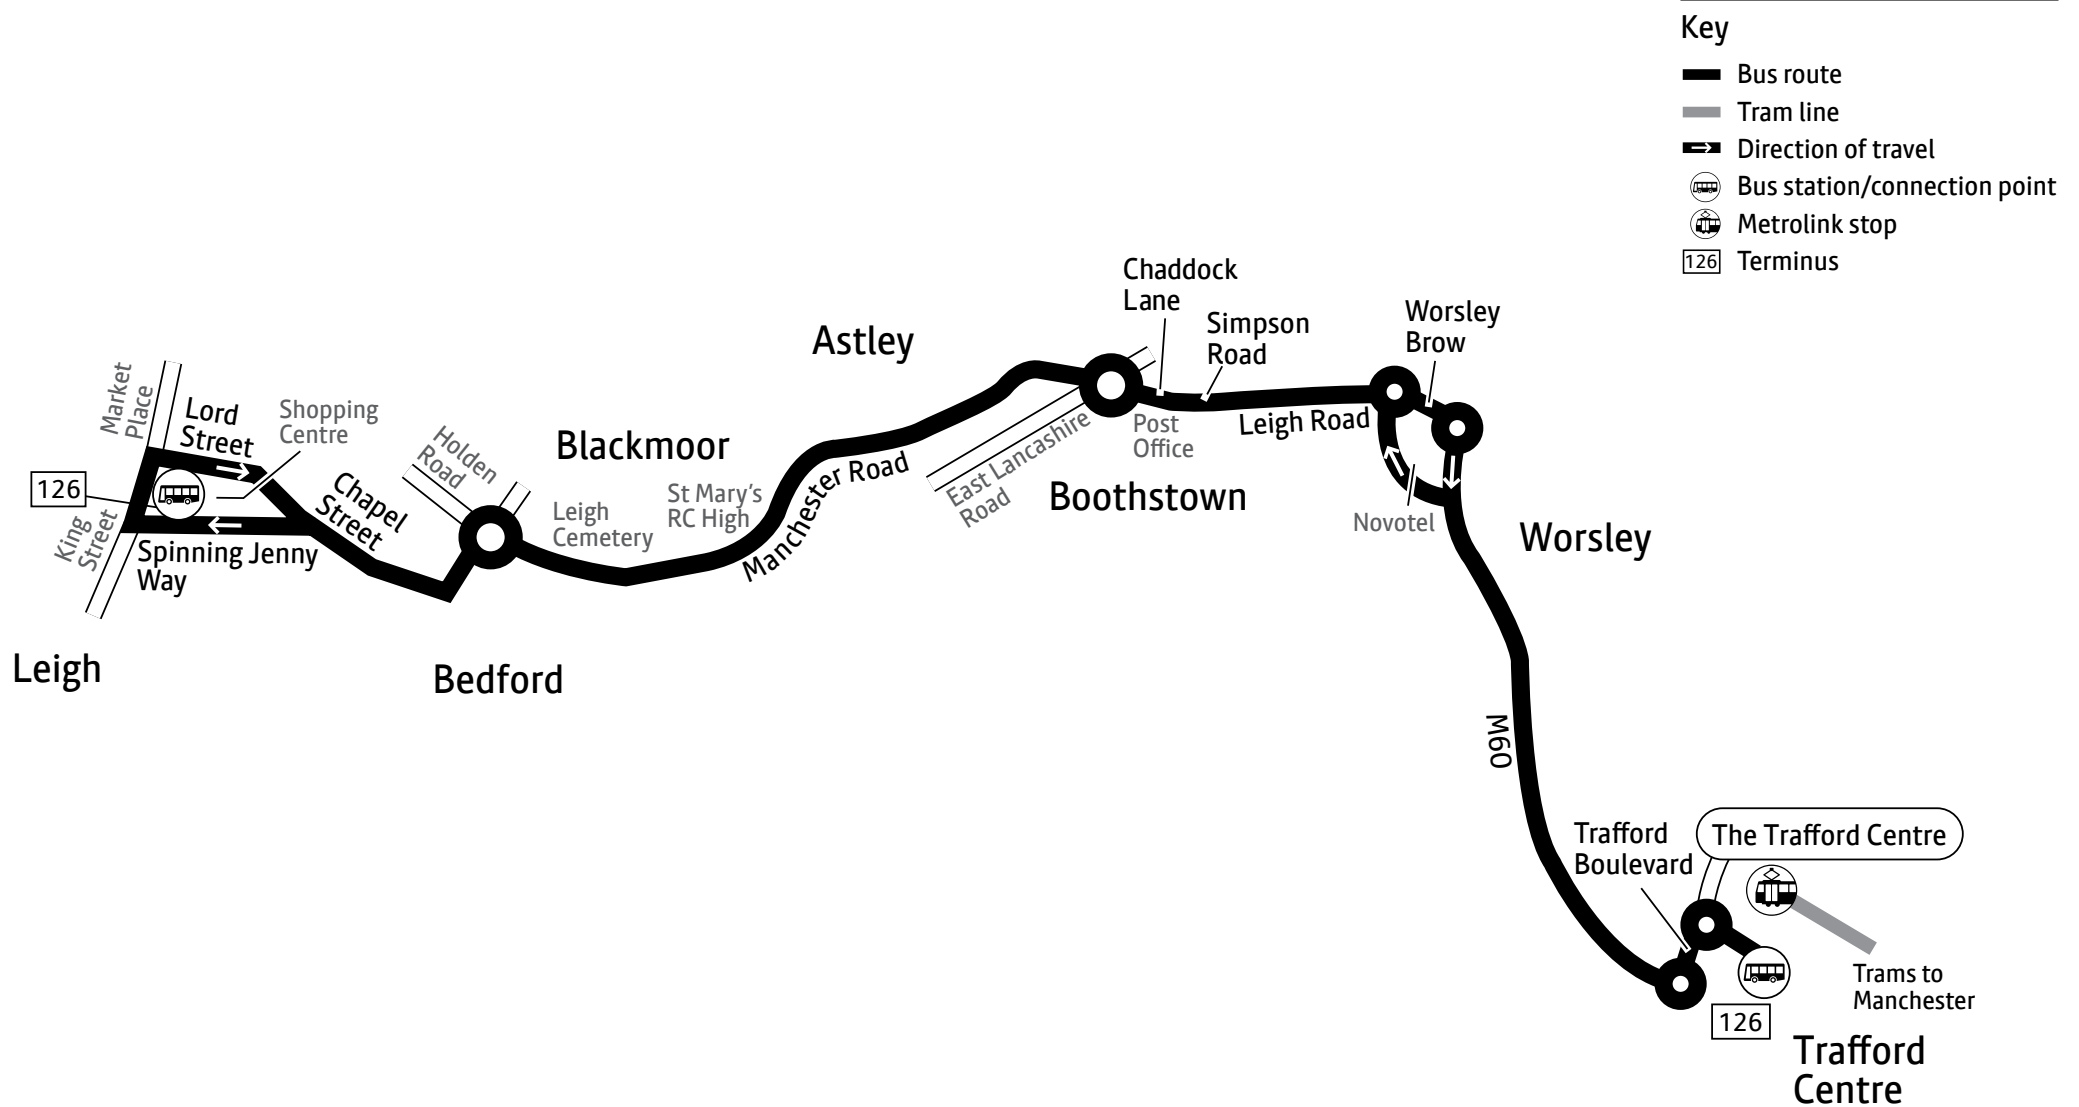 Key
Bus route
Tram line
Direction of travel
Bus station/connection point
Metrolink stop
126 Terminus
Chaddock
Lane
Simpson
Road
Worsley
Brow
Astley
Market
Place
Lord
Street
Shopping
Centre
Holden
Road
Blackmoor
Leigh Road
Post
Office
126
Chapel
Street
Leigh
Cemetery
St Mary's
RC High
Manchester Road
East Lancashire
Road
Boothstown
Novotel
Worsley
King
Street
Spinning Jenny
Way
Leigh
Bedford
M60
Trafford
Boulevard
The Trafford Centre
Trams to
Manchester
126
Trafford
Centre